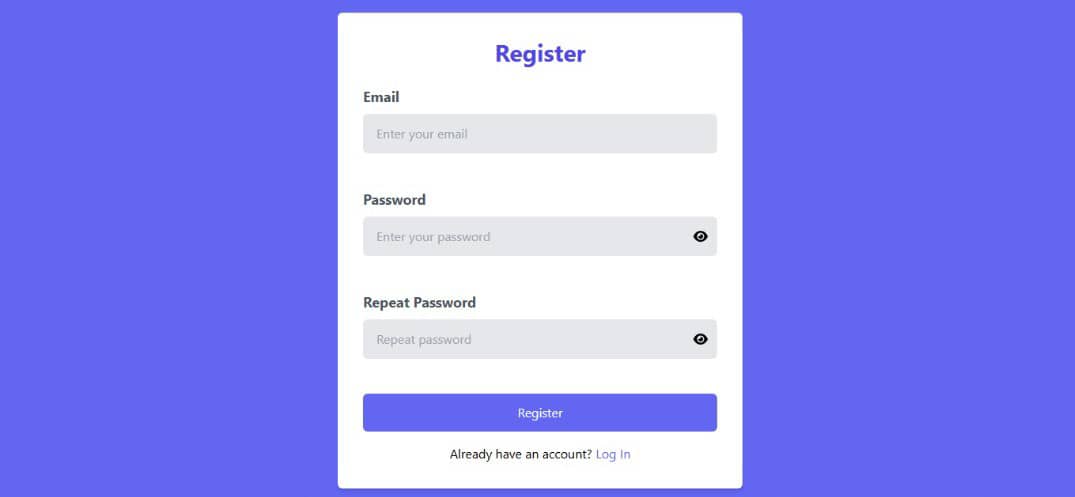 Register
Email
Enter your email
Password
Enter your password
Repeat Password
Repeat password
Register
Already have an account? Log In